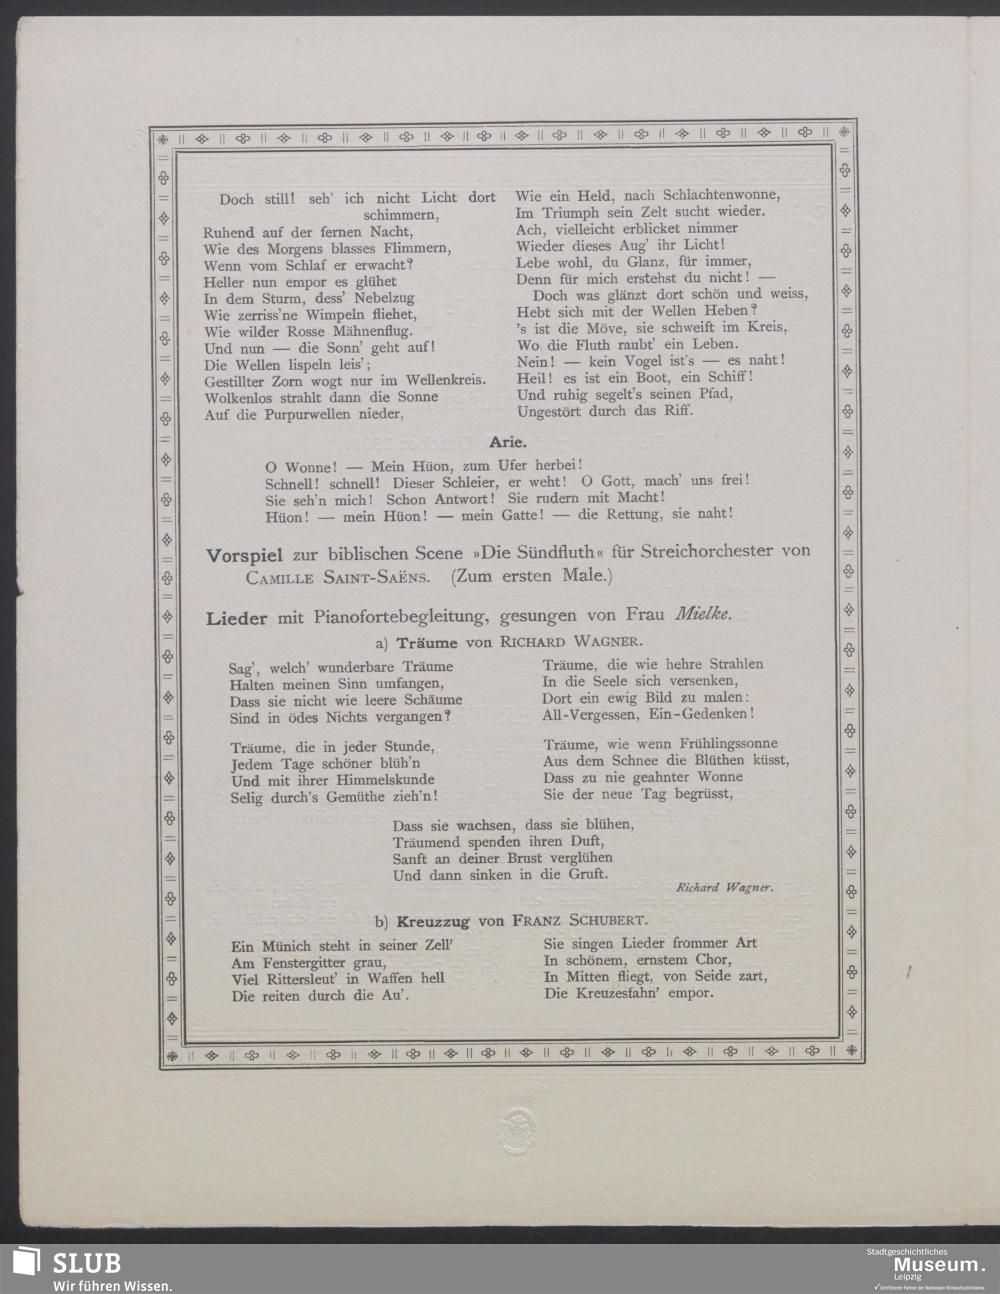 Doch still! seh' ich nicht Licht dort
schimmern,
Ruhend auf der fernen Nacht,
Wie des Morgens blasses Flimmern,
Wenn vom Schlaf er erwacht?
Heller nun empor es glühet
In dem Sturm, dess' Nebelzug
Wie zerriss'ne Wimpeln fliehet,
Wie wilder Rosse Mähnenflug.
Und nun — die Sonn' geht auf!
Die Wellen lispeln leis';
Gestillter Zorn wogt nur im Wellenkreis.
Wolkenlos strahlt dann die Sonne
Auf die Purpurwellen nieder,
Wie ein Held, nach Schlachtenwonne,
Im Triumph sein Zelt sucht wieder.
Ach, vielleicht erblicket nimmer
Wieder dieses Aug' ihr Licht!
Lebe wohl, du Glanz, für immer,
Denn für mich erstehst du nicht! —
Doch was glänzt dort schön und weiss,
Hebt sich mit der Wellen Heben?
's ist die Möve, sie schweift im Kreis,
Wo die Fluth raubt' ein Leben.
Nein! — kein Vogel ist's — es naht!
Heil! es ist ein Boot, ein Schiff!
Und ruhig segelt's seinen Pfad,
Ungestört durch das Riff.
Arie.
O Wonne! — Mein Hüon, zum Ufer herbei!
Schnell! schnell! Dieser Schleier, er weht! O Gott, mach' uns frei!
Sie seh'n mich! Schon Antwort! Sie rudern mit Macht!
Hüon! — mein Hüon! — mein Gatte! — die Rettung, sie naht!
Vorspiel zur biblischen Scene »Die Sündfluth« für Streichorchester von
CAMILLE SAINT-SAËNS. (Zum ersten Male.)
Lieder mit Pianofortebegleitung, gesungen von Frau Mielke.
a) Träume von RICHARD WAGNER.
Sag', welch' wunderbare Träume
Halten meinen Sinn umfangen,
Dass sie nicht wie leere Schäume
Sind in ödes Nichts vergangen?
Träume, die in jeder Stunde,
Jedem Tage schöner blüh'n
Und mit ihrer Himmelskunde
Selig durch's Gemüthe zieh'n!
Träume, die wie hehre Strahlen
In die Seele sich versenken,
Dort ein ewig Bild zu malen:
All-Vergessen, Ein-Gedenken!
Träume, wie wenn Frühlingssonne
Aus dem Schnee die Blüthen küsst,
Dass zu nie geahnter Wonne
Sie der neue Tag begrüsst,
Dass sie wachsen, dass sie blühen,
Träumend spenden ihren Duft,
Sanft an deiner Brust verglühen
Und dann sinken in die Gruft.
Richard Wagner.
b) Kreuzzug von FRANZ SCHUBERT.
Ein Münich steht in seiner Zell'
Am Fenstergitter grau,
Viel Rittersleut' in Waffen hell
Die reiten durch die Au'.
Sie singen Lieder frommer Art
In schönem, ernstem Chor,
In Mitten fliegt, von Seide zart,
Die Kreuzesfahn' empor.
SLUB
Wir führen Wissen.
Stadtgeschichtliches
Museum.
Leipzig
Zertifizierter Partner der Nationalen Klimaschutzinitiative